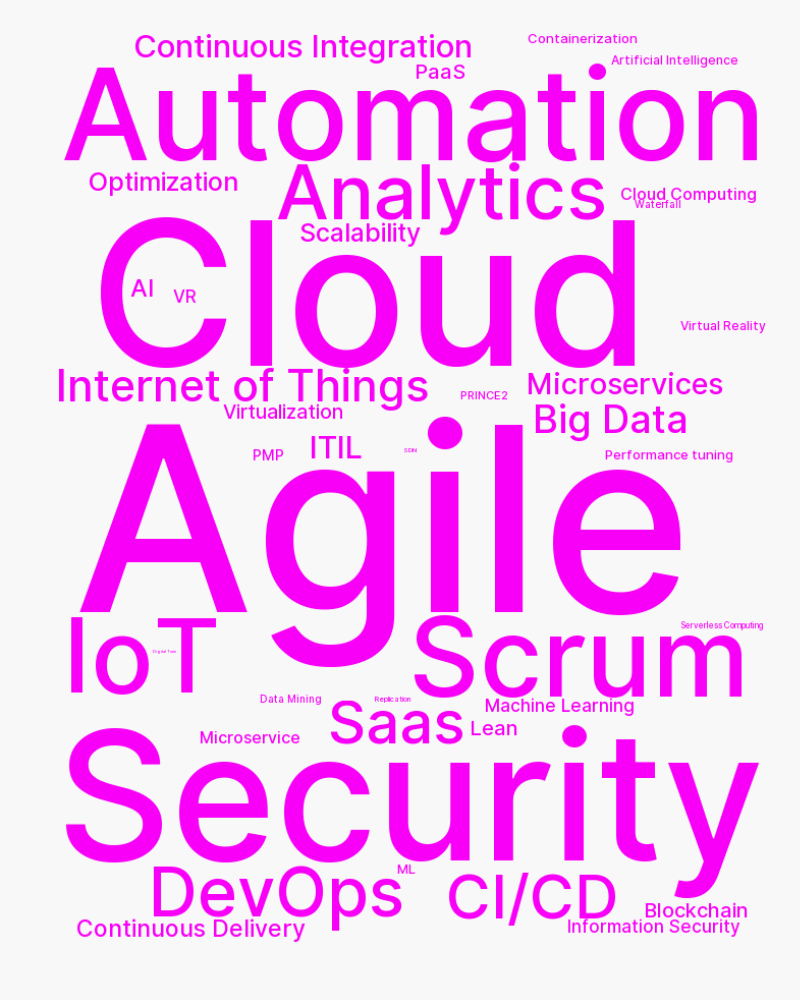 Continuous Integration
Containerization
Artificial Intelligence
PaaS
Automation
Optimization
Analytics
Cloud Computing
Waterfall
Scalability
Cloud
AI
VR
Virtual Reality
Internet of Things
PRINCE2
Microservices
Virtualization
Big Data
PMP
ITIL
SDN
Performance tuning
Agile
IoT
Digital Twin
Scrum
Serverless Computing
Data Mining
Replication
Machine Learning
Saas
Lean
Microservice
Security
ML
DevOps
CI/CD
Blockchain
Continuous Delivery
Information Security